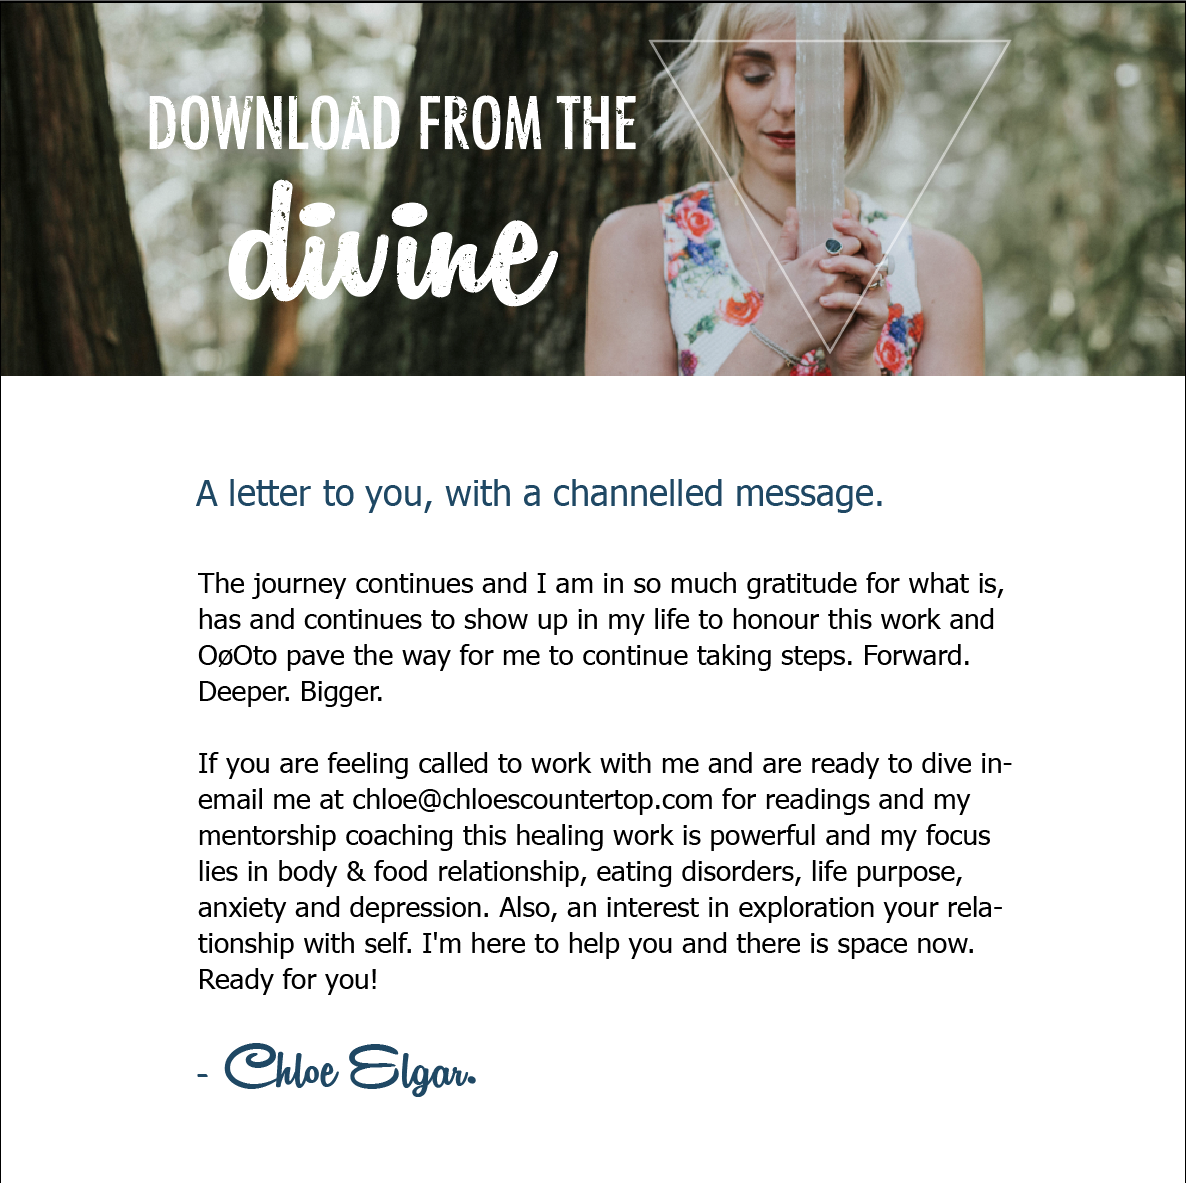 DOWNLOAD FROM THE
divine
A letter to you, with a channelled message.
The journey continues and I am in so much gratitude for what is,
has and continues to show up in my life to honour this work and
OøOto pave the way for me to continue taking steps. Forward.
Deeper. Bigger.
If you are feeling called to work with me and are ready to dive in-
email me at chloe@chloescountertop.com for readings and my
mentorship coaching this healing work is powerful and my focus
lies in body & food relationship, eating disorders, life purpose,
anxiety and depression. Also, an interest in exploration your rela-
tionship with self. I'm here to help you and there is space now.
Ready for you!
- Chloe Elgar.